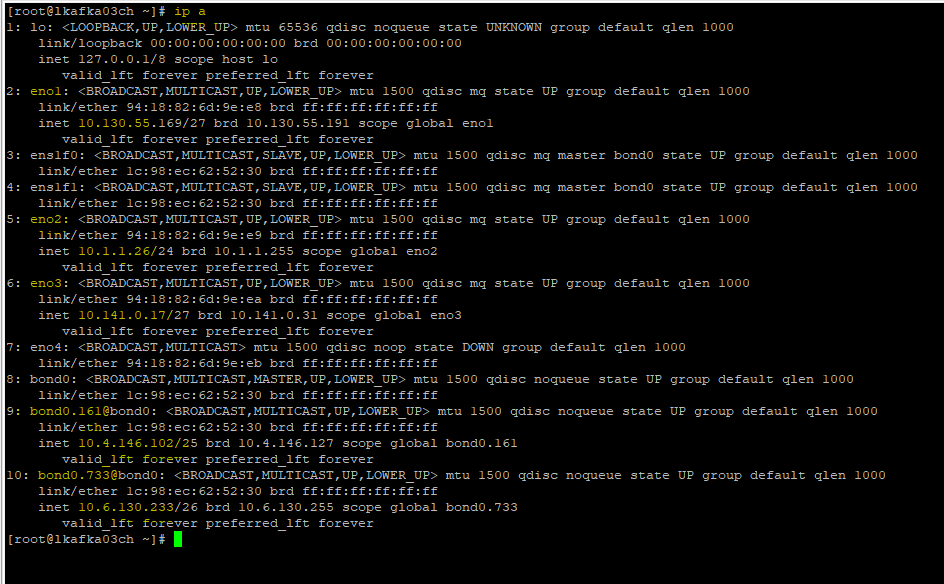 [root@lkafka03ch ~]# ip a
1: lo: <LOOPBACK,UP,LOWER_UP> mtu 65536 qdisc noqueue state UNKNOWN group default qlen 1000
    link/loopback 00:00:00:00:00:00 brd 00:00:00:00:00:00
    inet 127.0.0.1/8 scope host lo
       valid_lft forever preferred_lft forever
2: eno1: <BROADCAST,MULTICAST,UP,LOWER_UP> mtu 1500 qdisc mq state UP group default qlen 1000
    link/ether 94:18:82:6d:9e:e8 brd ff:ff:ff:ff:ff:ff
    inet 10.130.55.169/27 brd 10.130.55.191 scope global eno1
       valid_lft forever preferred_lft forever
3: ens1f0: <BROADCAST,MULTICAST,SLAVE,UP,LOWER_UP> mtu 1500 qdisc mq master bond0 state UP group default qlen 1000
    link/ether 1c:98:ec:62:52:30 brd ff:ff:ff:ff:ff:ff
4: ens1f1: <BROADCAST,MULTICAST,SLAVE,UP,LOWER_UP> mtu 1500 qdisc mq master bond0 state UP group default qlen 1000
    link/ether 1c:98:ec:62:52:30 brd ff:ff:ff:ff:ff:ff
5: eno2: <BROADCAST,MULTICAST,UP,LOWER_UP> mtu 1500 qdisc mq state UP group default qlen 1000
    link/ether 94:18:82:6d:9e:e9 brd ff:ff:ff:ff:ff:ff
    inet 10.1.1.26/24 brd 10.1.1.255 scope global eno2
       valid_lft forever preferred_lft forever
6: eno3: <BROADCAST,MULTICAST,UP,LOWER_UP> mtu 1500 qdisc mq state UP group default qlen 1000
    link/ether 94:18:82:6d:9e:ea brd ff:ff:ff:ff:ff:ff
    inet 10.141.0.17/27 brd 10.141.0.31 scope global eno3
       valid_lft forever preferred_lft forever
7: eno4: <BROADCAST,MULTICAST> mtu 1500 qdisc noop state DOWN group default qlen 1000
    link/ether 94:18:82:6d:9e:eb brd ff:ff:ff:ff:ff:ff
8: bond0: <BROADCAST,MULTICAST,MASTER,UP,LOWER_UP> mtu 1500 qdisc noqueue state UP group default qlen 1000
    link/ether 1c:98:ec:62:52:30 brd ff:ff:ff:ff:ff:ff
9: bond0.161@bond0: <BROADCAST,MULTICAST,UP,LOWER_UP> mtu 1500 qdisc noqueue state UP group default qlen 1000
    link/ether 1c:98:ec:62:52:30 brd ff:ff:ff:ff:ff:ff
    inet 10.4.146.102/25 brd 10.4.146.127 scope global bond0.161
       valid_lft forever preferred_lft forever
10: bond0.733@bond0: <BROADCAST,MULTICAST,UP,LOWER_UP> mtu 1500 qdisc noqueue state UP group default qlen 1000
    link/ether 1c:98:ec:62:52:30 brd ff:ff:ff:ff:ff:ff
    inet 10.6.130.233/26 brd 10.6.130.255 scope global bond0.733
       valid_lft forever preferred_lft forever
[root@lkafka03ch ~]#